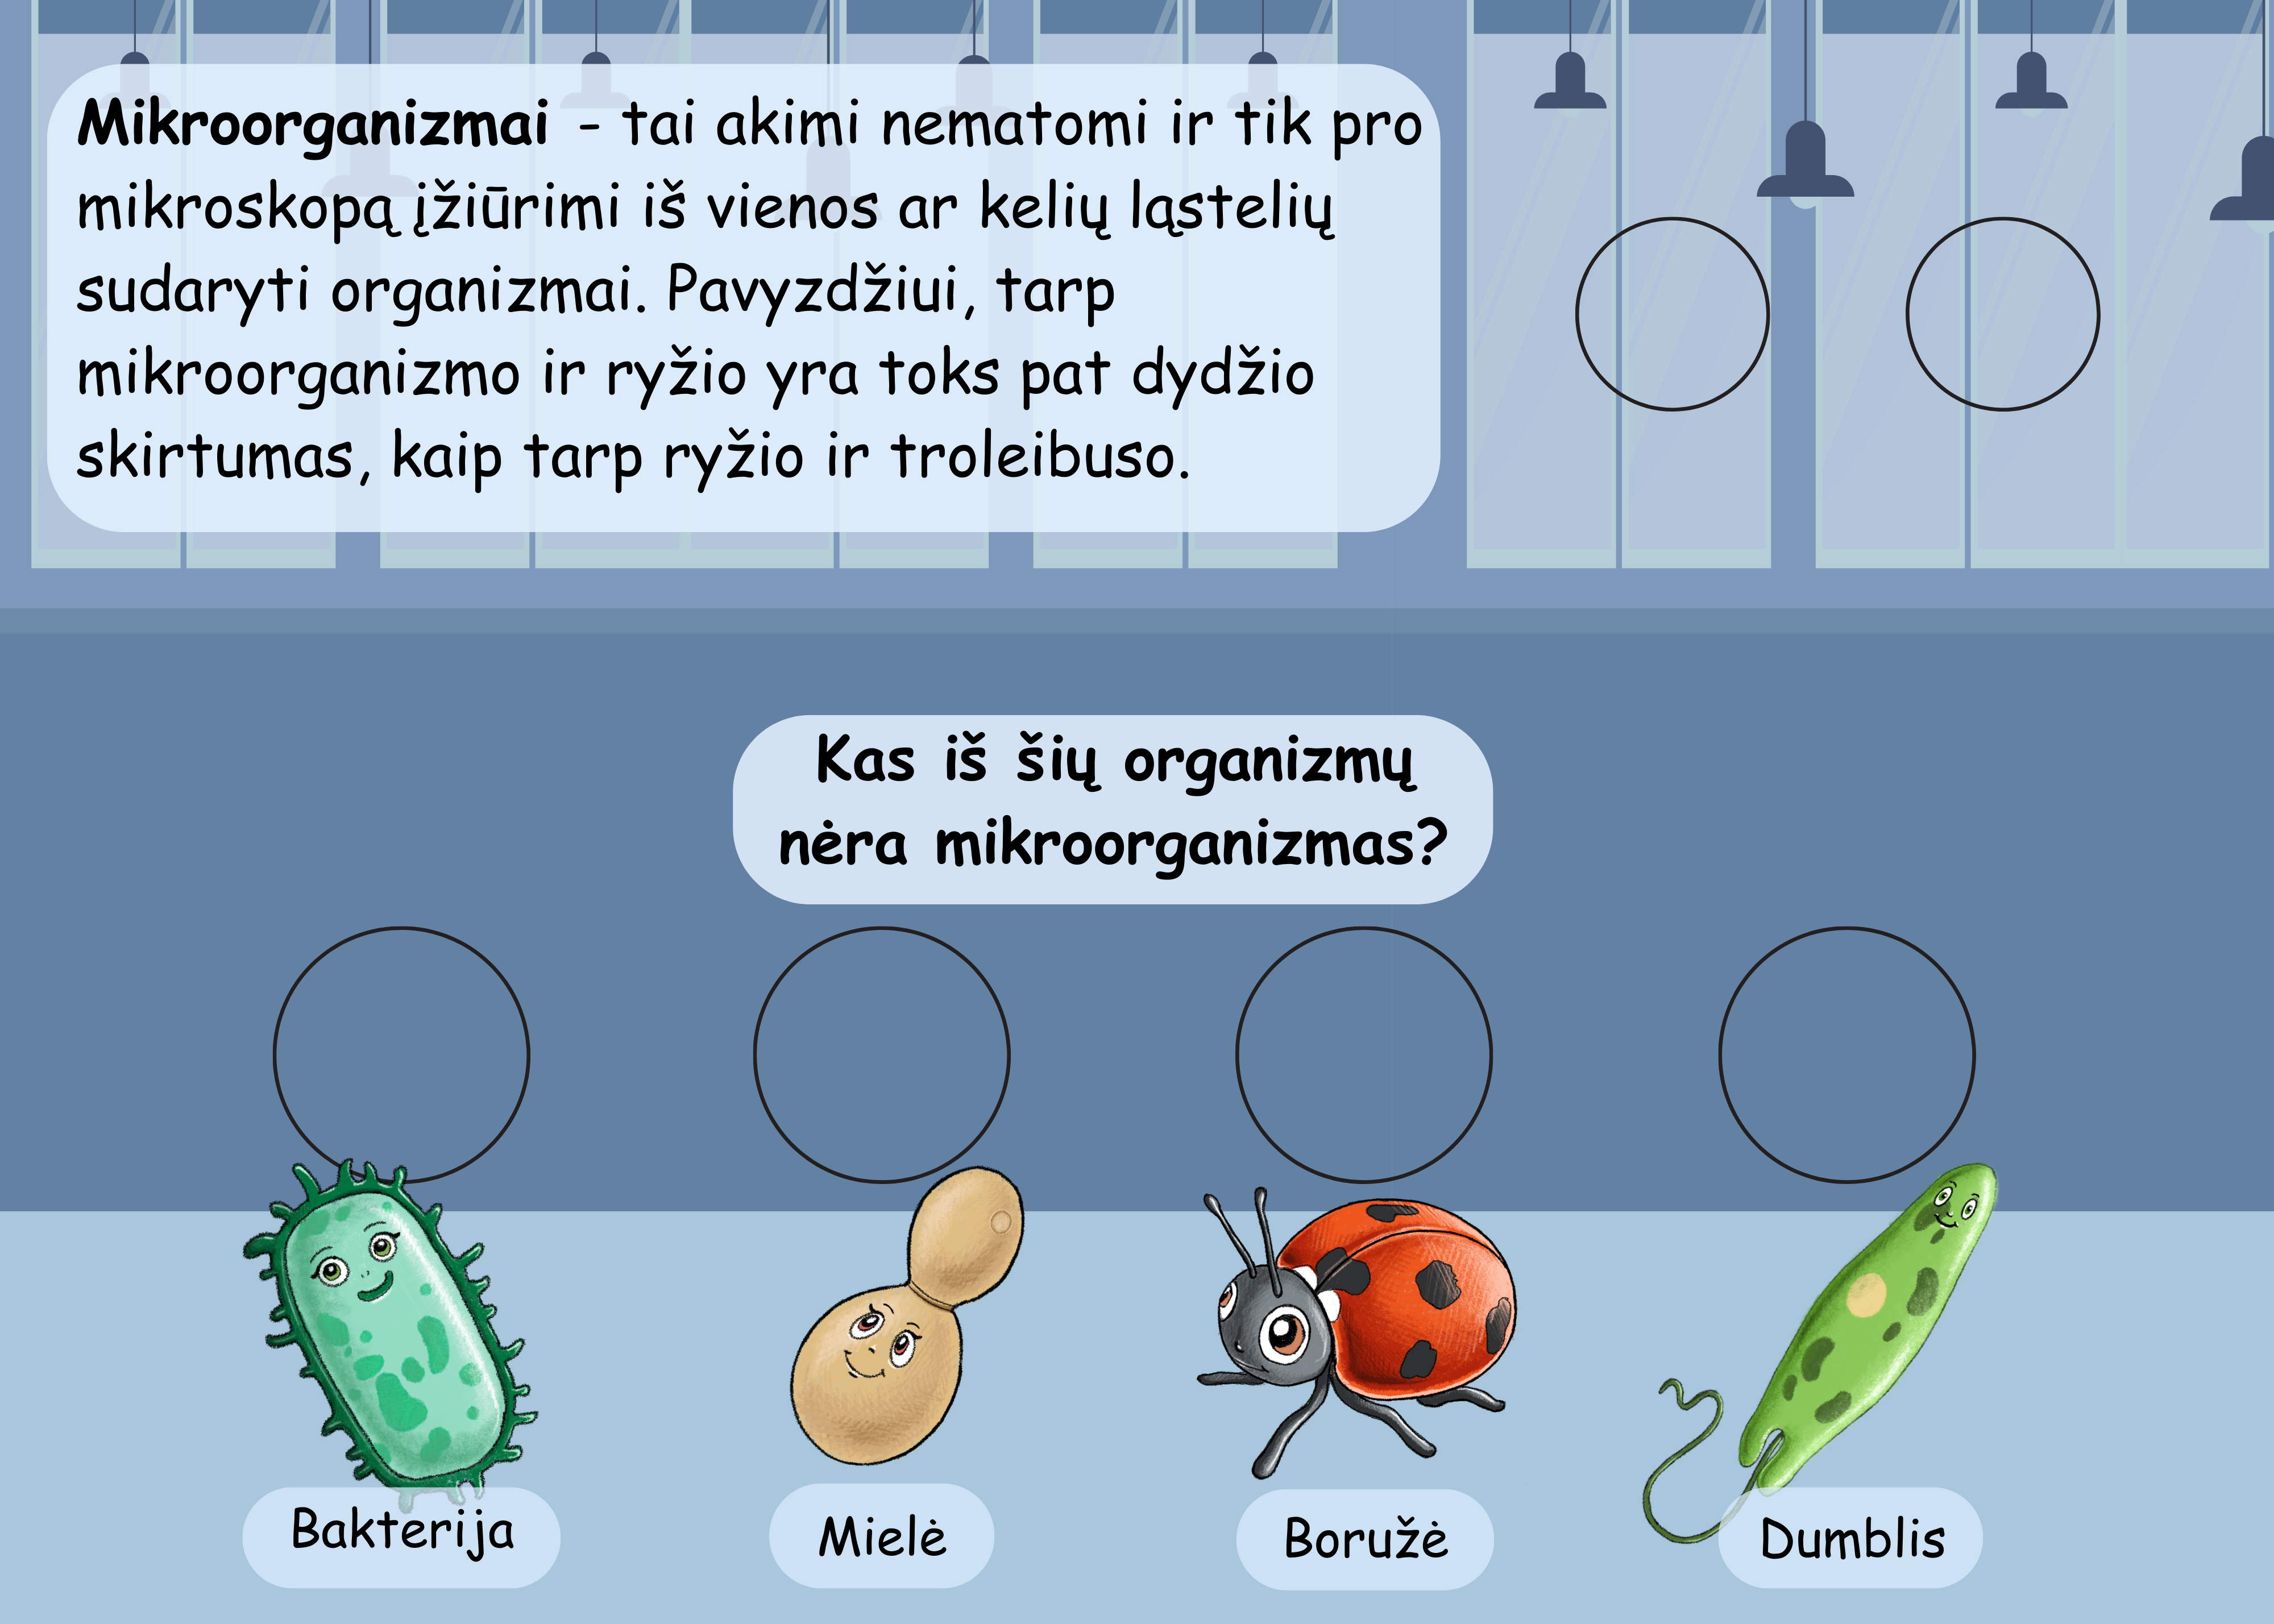 Mikroorganizmai - tai akimi nematomi ir tik pro
mikroskopą įžiūrimi iš vienos ar kelių ląstelių
sudaryti organizmai. Pavyzdžiui, tarp
mikroorganizmo ir ryžio yra toks pat dydžio
skirtumas, kaip tarp ryžio ir troleibuso.
Kas iš šių organizmų
nėra mikroorganizmas?
Bakterija
Mielė
Boružė
Dumblis